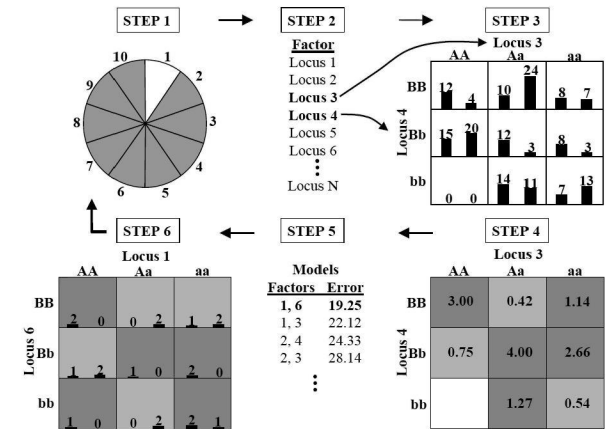 STEP 1
STEP 2
STEP 3
10 1
9 2
8 3
7 4
6 5
Factor
Locus 1
Locus 2
Locus 3
Locus 4
Locus 5
Locus 6
Locus N
Locus 3
AA Aa aa
Locus 4
BB 12 4 10 24 8 7
Bb 15 20 12 3 8 3
bb 0 0 14 11 7 13
STEP 6
STEP 5
STEP 4
Locus 1
AA Aa aa
Locus 6
BB 2 0 0 2 1 2
Bb 1 2 1 0 2 0
bb 1 0 0 2 2 1
Models
Factors Error
1, 6 19.25
1, 3 22.12
2, 4 24.33
2, 3 28.14
Locus 3
AA Aa aa
Locus 4
BB 3.00 0.42 1.14
Bb 0.75 4.00 2.66
bb 1.27 0.54